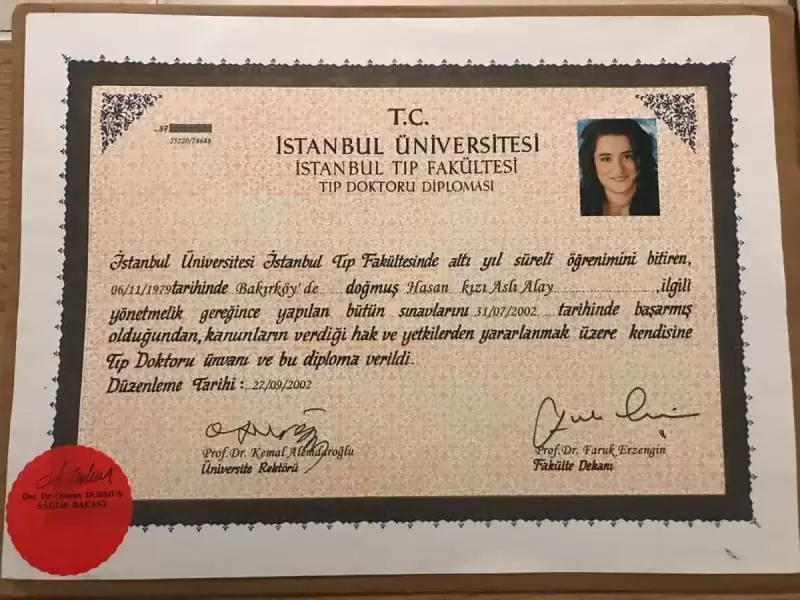 T.C.
İSTANBUL ÜNİVERSİTESİ
İSTANBUL TIP FAKÜLTESİ
TIP DOKTORU DİPLOMASI
Nº
25220/28648
İstanbul Üniversitesi İstanbul Tıp Fakültesinde altı yıl süreli öğrenimini bitiren,
06/11/1979 tarihinde Bakırköy'de doğmuş Hasan kızı Aslı Alay, ilgili
yönetmelik gereğince yapılan bütün sınavlarını 31/07/2002 tarihinde başarmış
olduğundan, kanunların verdiği hak ve yetkilerden yararlanmak üzere kendisine
Tıp Doktoru ünvanı ve bu diploma verildi.
Düzenleme Tarihi : 27/09/2002
Prof.Dr. Kemal Alemdaroğlu
Üniversite Rektörü
Prof.Dr. Faruk Erzengin
Fakülte Dekanı
Doç. Dr. Osman DURMUŞ
SAĞLIK BAKANI